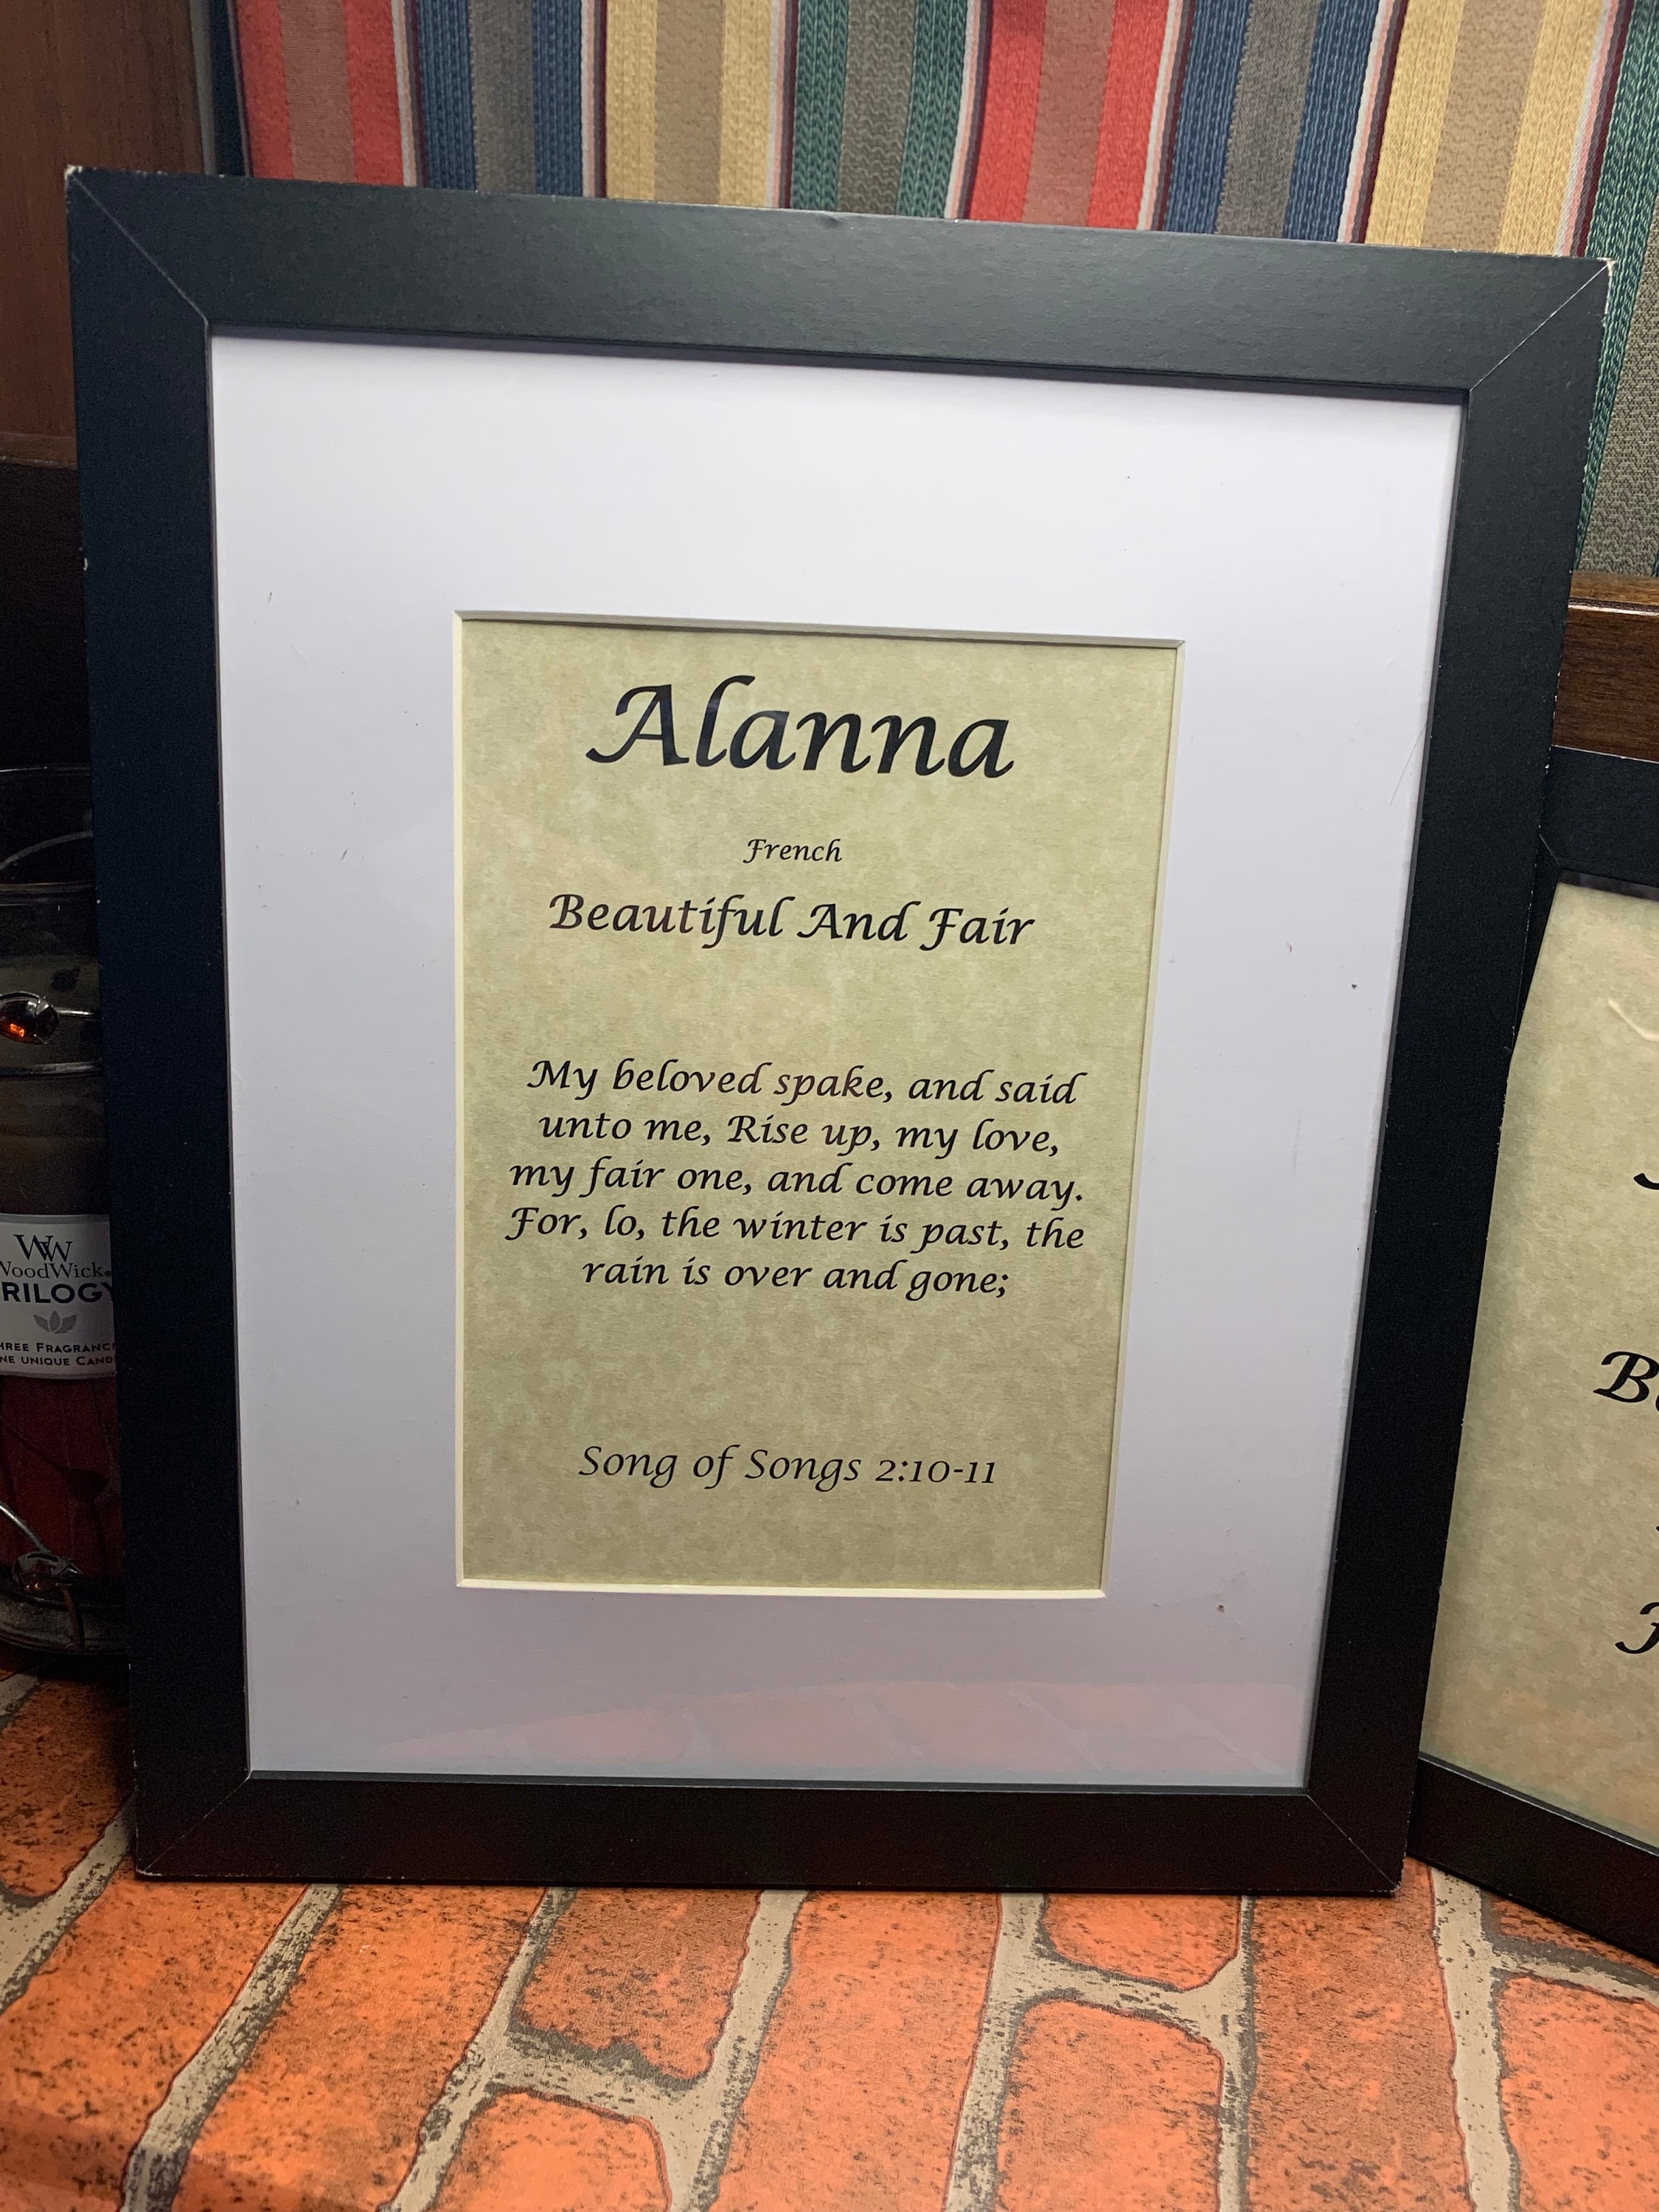 Alanna
French
Beautiful And Fair
My beloved spake, and said
unto me, Rise up, my love,
my fair one, and come away.
For, lo, the winter is past, the
rain is over and gone;
Song of Songs 2:10-11
WW
WoodWick